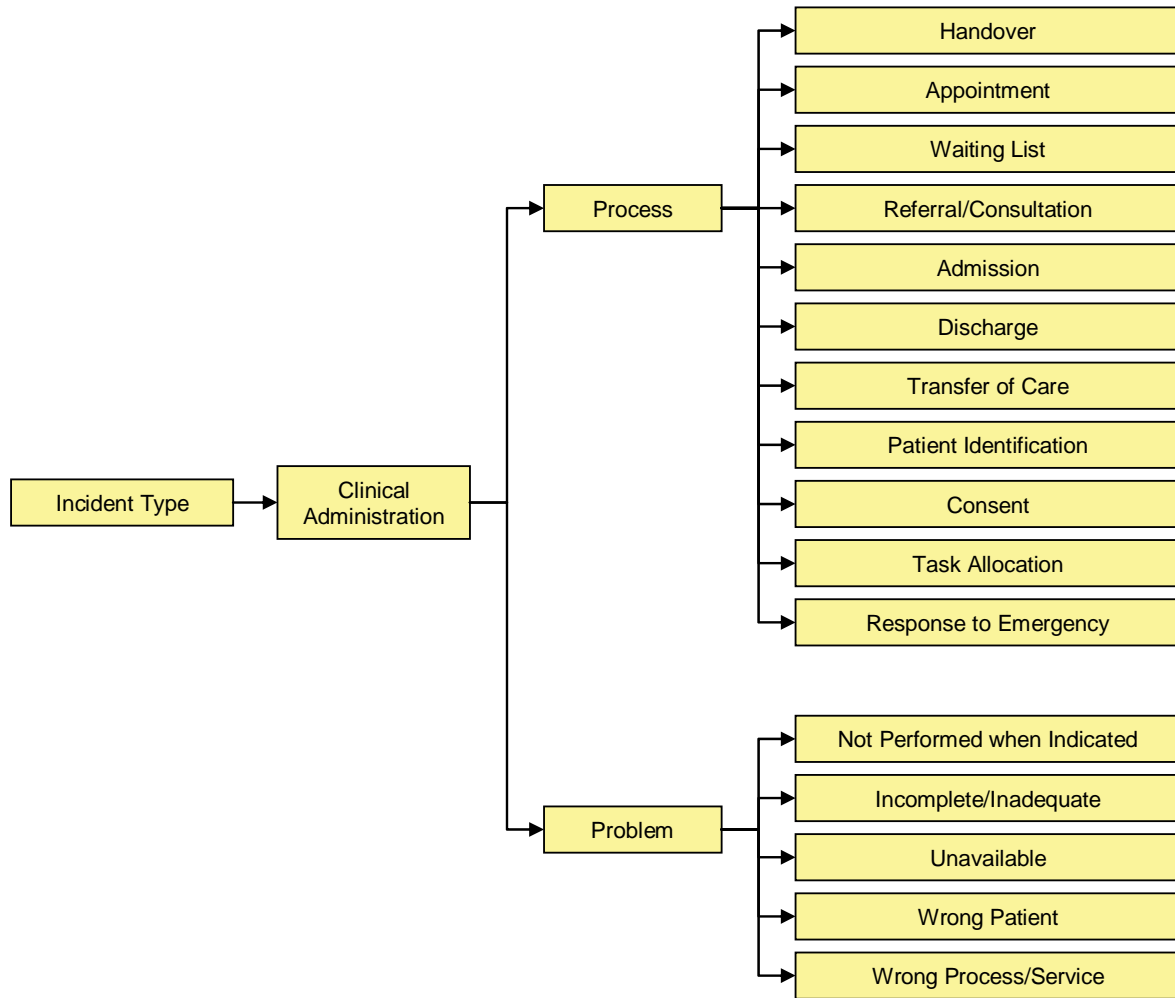 Handover
Appointment
Waiting List
Process
Referral/Consultation
Admission
Discharge
Transfer of Care
Patient Identification
Incident Type
Clinical
Administration
Consent
Task Allocation
Response to Emergency
Not Performed when Indicated
Incomplete/Inadequate
Problem
Unavailable
Wrong Patient
Wrong Process/Service